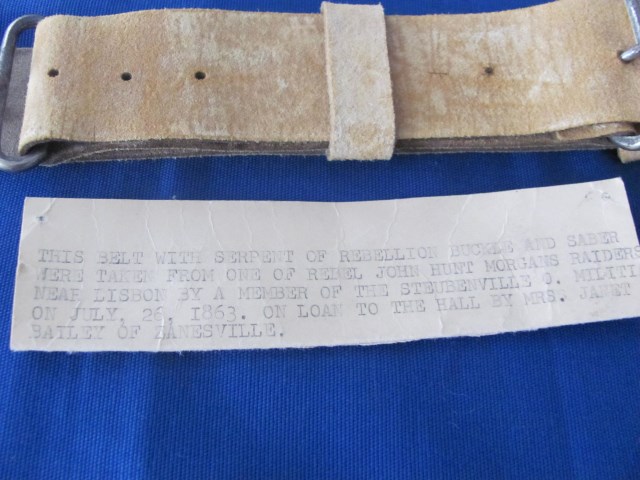 THIS BELT WITH SERPENT OF REBELLION BUCKLE AND SABER
WERE TAKEN FROM ONE OF REBEL JOHN HUNT MORGANS RAIDERS
NEAR LISBON BY A MEMBER OF THE STEUBENVILLE O. MILITI
ON JULY, 26, 1863. ON LOAN TO THE HALL BY MRS. JANET
BAILEY OF ZANESVILLE.